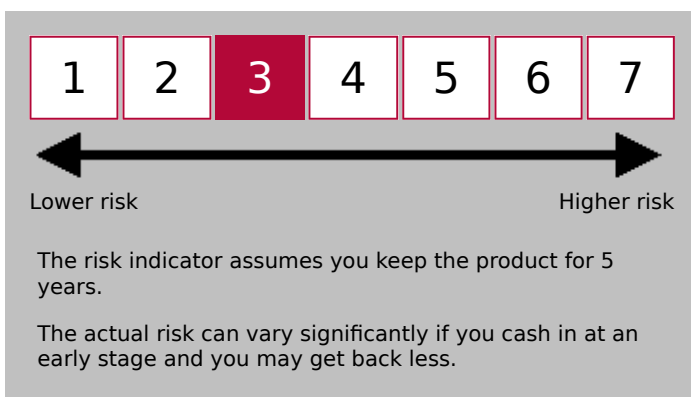 1 2 3 4 5 6 7
Lower risk Higher risk
The risk indicator assumes you keep the product for 5
years.
The actual risk can vary significantly if you cash in at an
early stage and you may get back less.